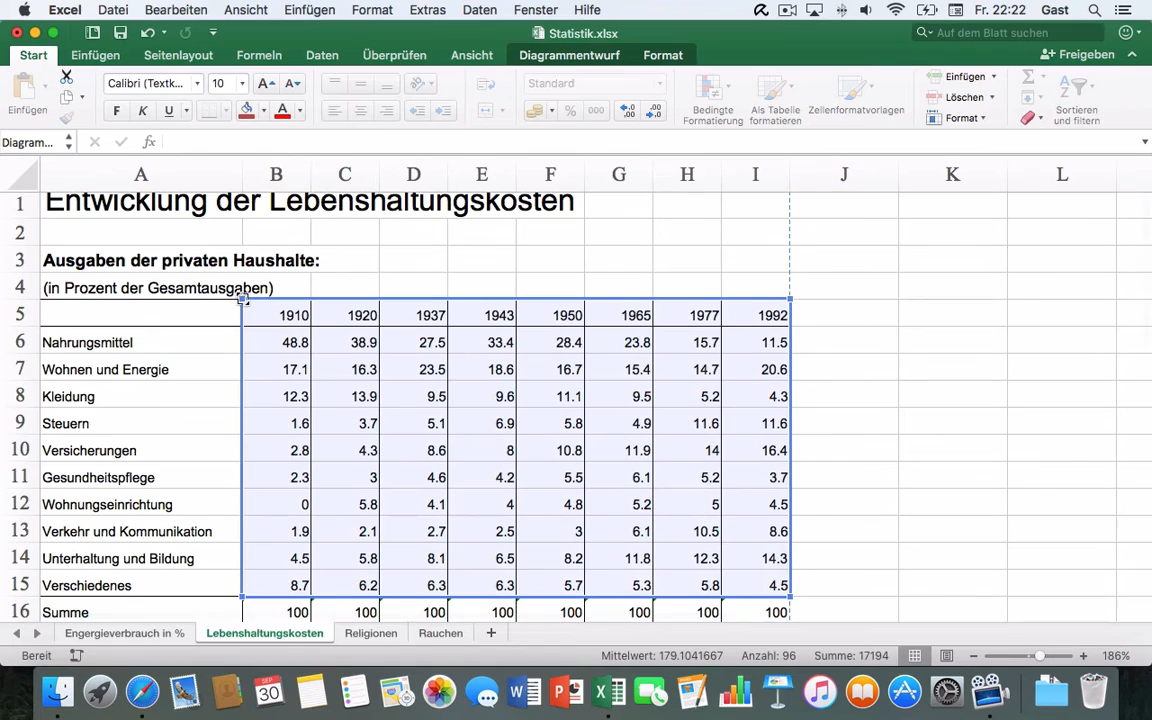 Excel Datei Bearbeiten Ansicht Einfügen Format Extras Daten Fenster Hilfe Fr. 22:22 Gast
Statistik.xlsx
Auf dem Blatt suchen
Start Einfügen Seitenlayout Formeln Daten Überprüfen Ansicht Diagrammentwurf Format Freigeben
Calibri (Textk... 10 A A Standard Einfügen
Einfügen F K U A % 000 Bedingte Formatierung Als Tabelle formatieren Zellenformatvorlagen Löschen Format Sortieren und filtern
Diagram... fx
A B C D E F G H I J K L
1 Entwicklung der Lebenshaltungskosten
2
3 Ausgaben der privaten Haushalte:
4 (in Prozent der Gesamtausgaben)
5 1910 1920 1937 1943 1950 1965 1977 1992
6 Nahrungsmittel 48.8 38.9 27.5 33.4 28.4 23.8 15.7 11.5
7 Wohnen und Energie 17.1 16.3 23.5 18.6 16.7 15.4 14.7 20.6
8 Kleidung 12.3 13.9 9.5 9.6 11.1 9.5 5.2 4.3
9 Steuern 1.6 3.7 5.1 6.9 5.8 4.9 11.6 11.6
10 Versicherungen 2.8 4.3 8.6 8 10.8 11.9 14 16.4
11 Gesundheitspflege 2.3 3 4.6 4.2 5.5 6.1 5.2 3.7
12 Wohnungseinrichtung 0 5.8 4.1 4 4.8 5.2 5 4.5
13 Verkehr und Kommunikation 1.9 2.1 2.7 2.5 3 6.1 10.5 8.6
14 Unterhaltung und Bildung 4.5 5.8 8.1 6.5 8.2 11.8 12.3 14.3
15 Verschiedenes 8.7 6.2 6.3 6.3 5.7 5.3 5.8 4.5
16 Summe 100 100 100 100 100 100 100 100
Engergieverbrauch in % Lebenshaltungskosten Religionen Rauchen +
Bereit Mittelwert: 179.1041667 Anzahl: 96 Summe: 17194 186%
SEP
30